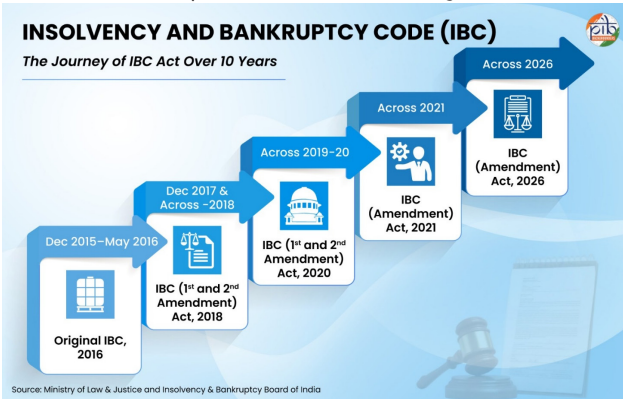 INSOLVENCY AND BANKRUPTCY CODE (IBC)
The Journey of IBC Act Over 10 Years
pib
Across 2026
IBC
(Amendment)
Act, 2026
Across 2021
IBC
(Amendment)
Act, 2021
Across 2019-20
IBC (1st and 2nd
Amendment)
Act, 2020
Dec 2017 &
Across -2018
IBC (1st and 2nd
Amendment)
Act, 2018
Dec 2015–May 2016
Original IBC,
2016
Source: Ministry of Law & Justice and Insolvency & Bankruptcy Board of India